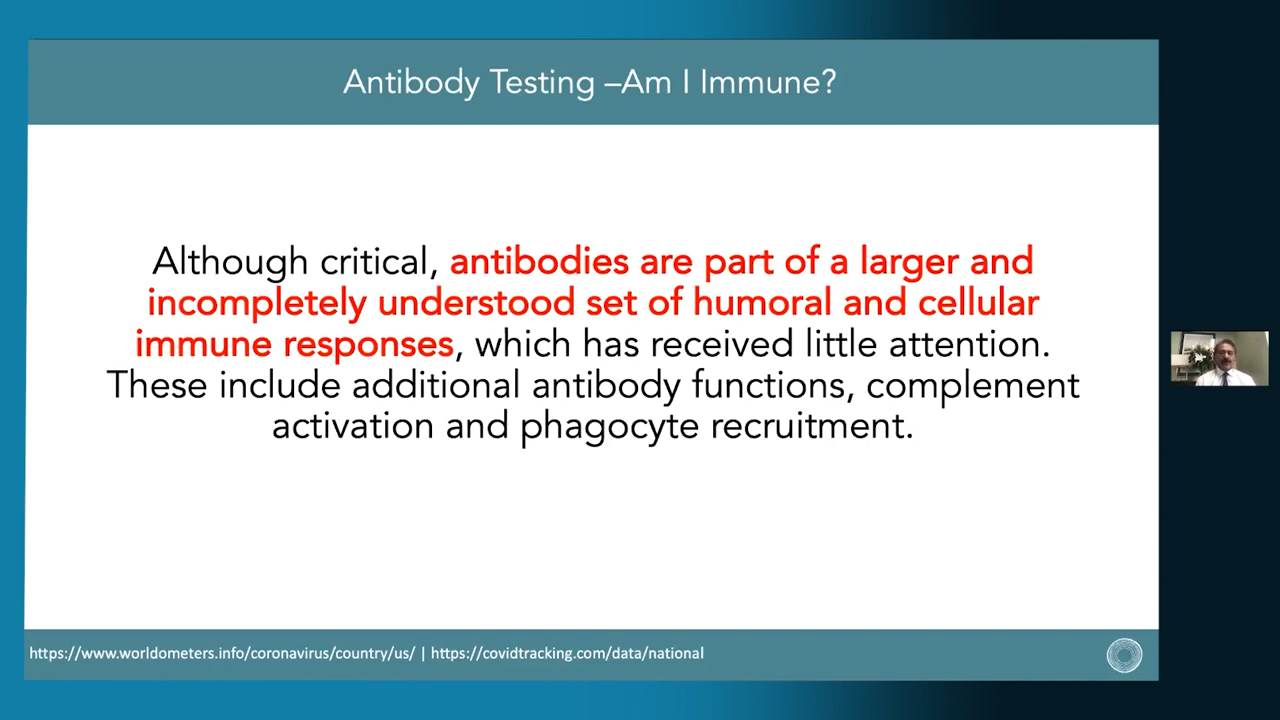 Antibody Testing –Am I Immune?
Although critical, antibodies are part of a larger and
incompletely understood set of humoral and cellular
immune responses, which has received little attention.
These include additional antibody functions, complement
activation and phagocyte recruitment.
https://www.worldometers.info/coronavirus/country/us/ | https://covidtracking.com/data/national